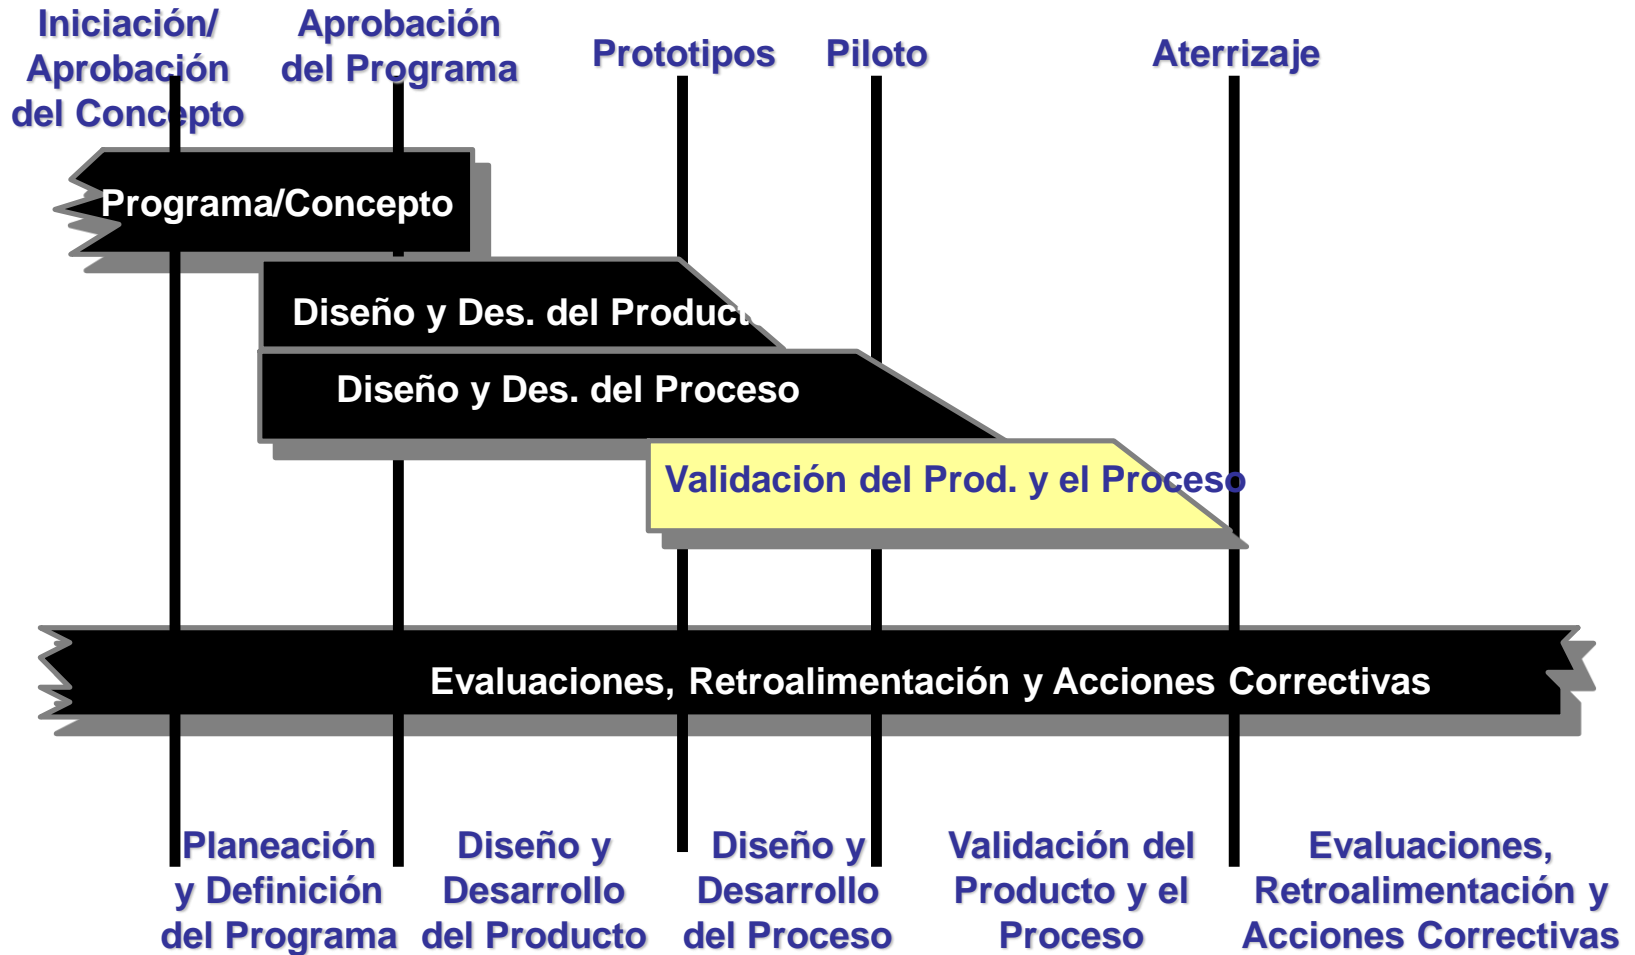 Iniciación/
Aprobación
del Concepto
Aprobación
del Programa
Prototipos
Piloto
Aterrizaje
Programa/Concepto
Diseño y Des. del Producto
Diseño y Des. del Proceso
Validación del Prod. y el Proceso
Evaluaciones, Retroalimentación y Acciones Correctivas
Planeación
y Definición
del Programa
Diseño y
Desarrollo
del Producto
Diseño y
Desarrollo
del Proceso
Validación del
Producto y el
Proceso
Evaluaciones,
Retroalimentación y
Acciones Correctivas